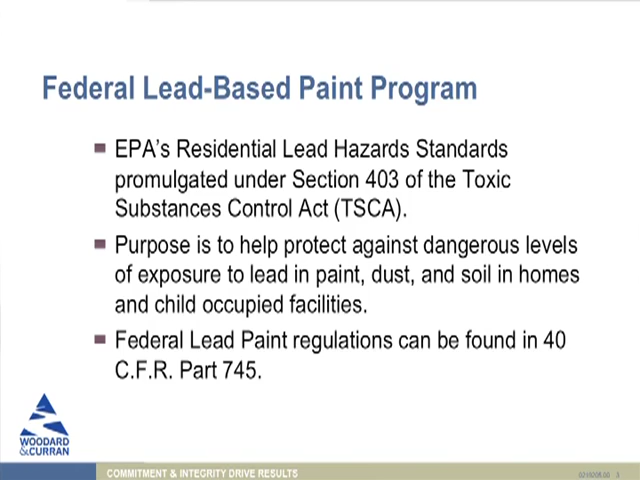 Federal Lead-Based Paint Program
EPA's Residential Lead Hazards Standards
promulgated under Section 403 of the Toxic
Substances Control Act (TSCA).
Purpose is to help protect against dangerous levels
of exposure to lead in paint, dust, and soil in homes
and child occupied facilities.
Federal Lead Paint regulations can be found in 40
C.F.R. Part 745.
WOODARD
&CURRAN
COMMITMENT & INTEGRITY DRIVE RESULTS